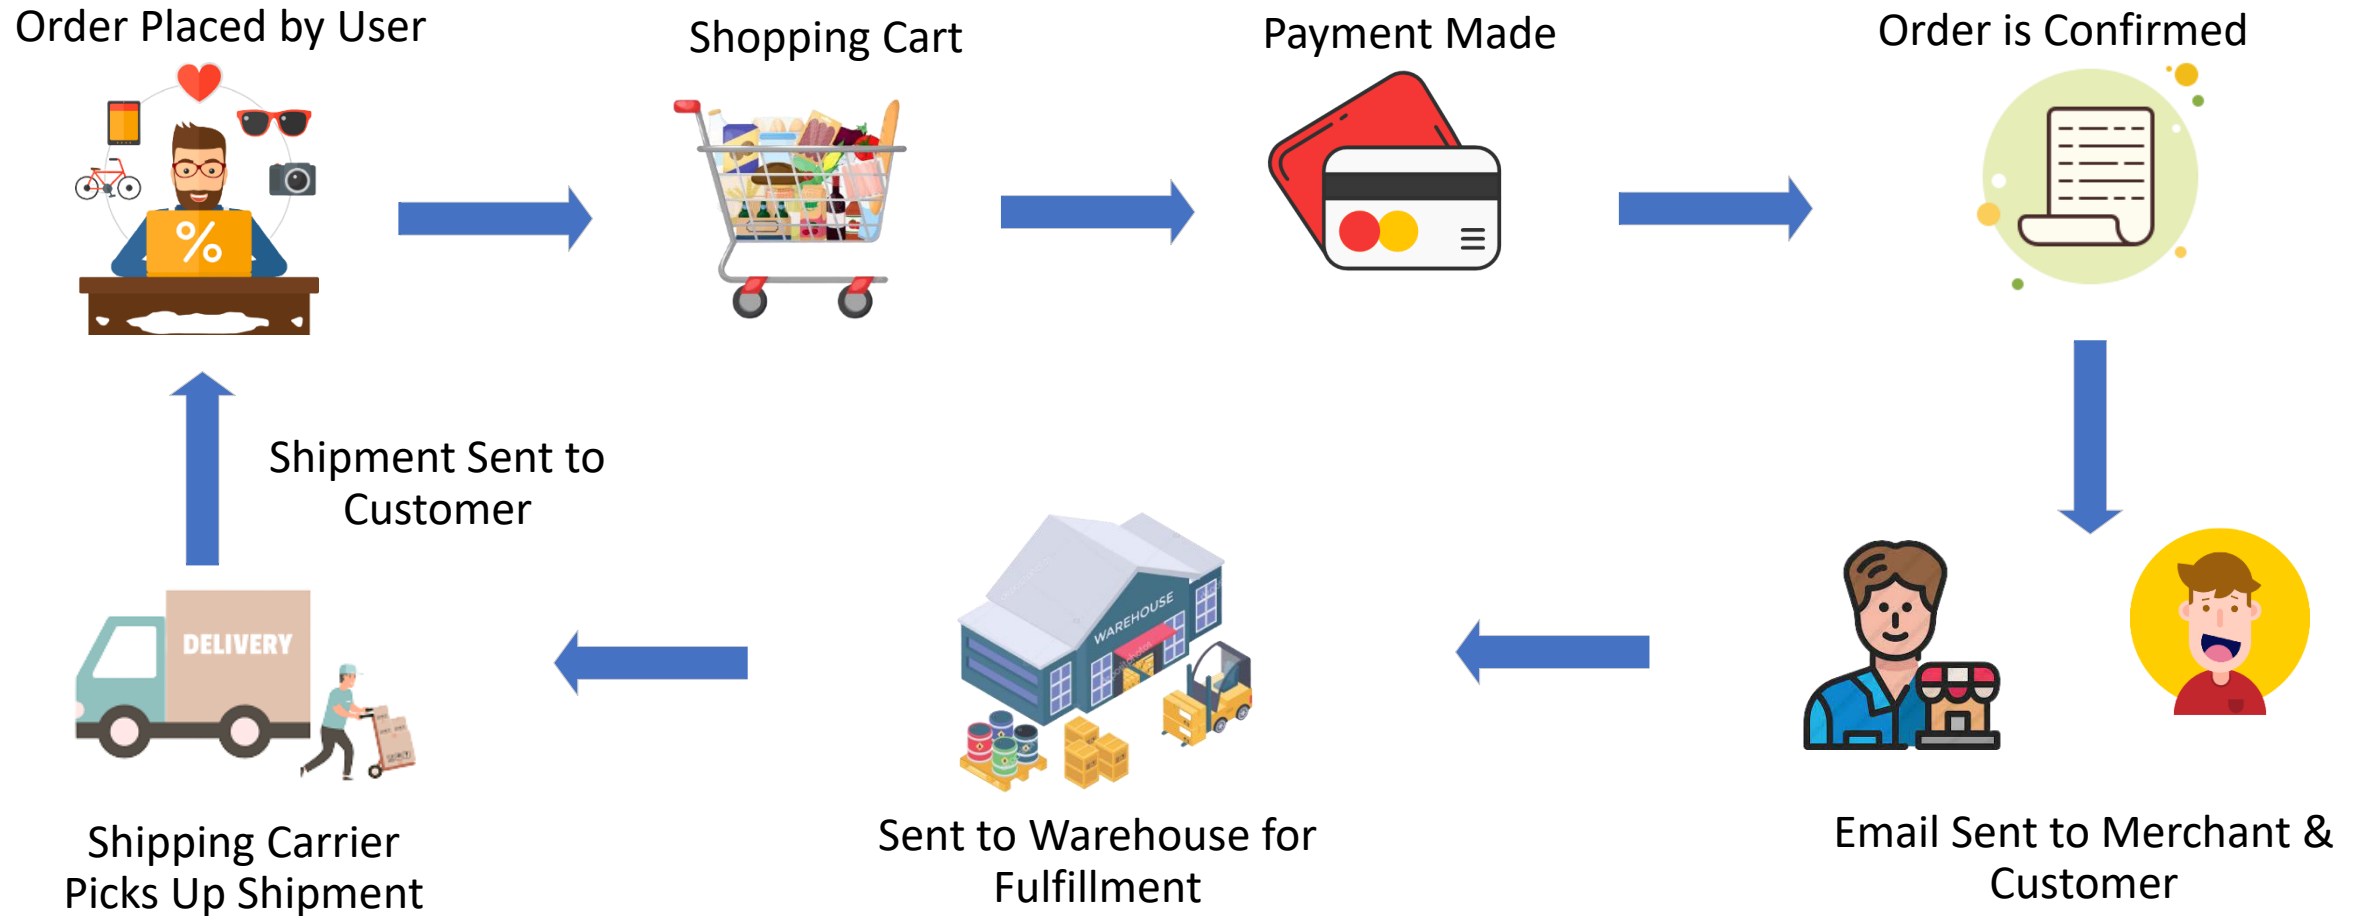 Order Placed by User
Shopping Cart
Payment Made
Order is Confirmed
%
Shipment Sent to
Customer
WAREHOUSE
DELIVERY
Shipping Carrier
Picks Up Shipment
Sent to Warehouse for
Fulfillment
Email Sent to Merchant &
Customer